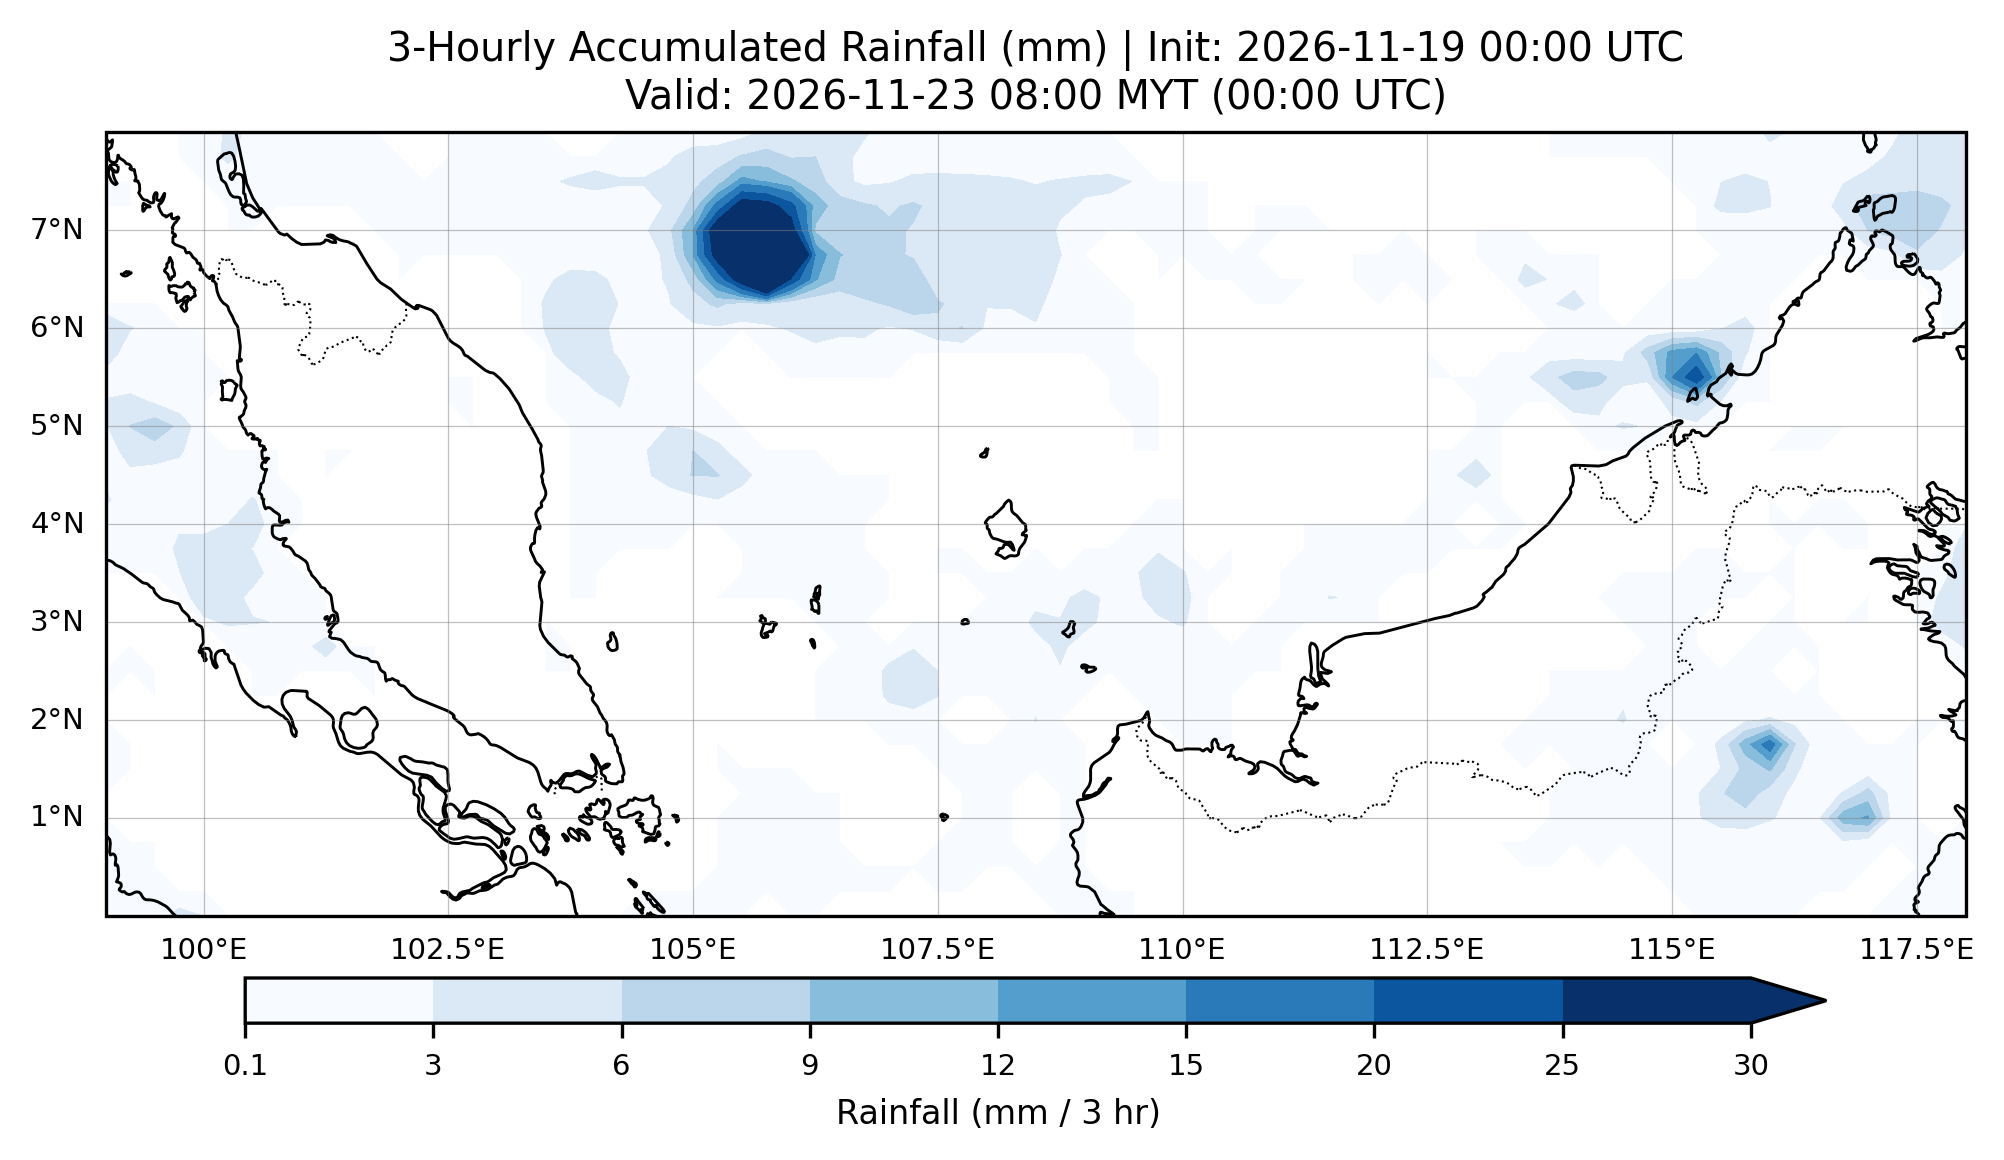 3-Hourly Accumulated Rainfall (mm) | Init: 2026-11-19 00:00 UTC
Valid: 2026-11-23 08:00 MYT (00:00 UTC)
7°N
6°N
5°N
4°N
3°N
2°N
1°N
100°E 102.5°E 105°E 107.5°E 110°E 112.5°E 115°E 117.5°E
0.1 3 6 9 12 15 20 25 30
Rainfall (mm / 3 hr)